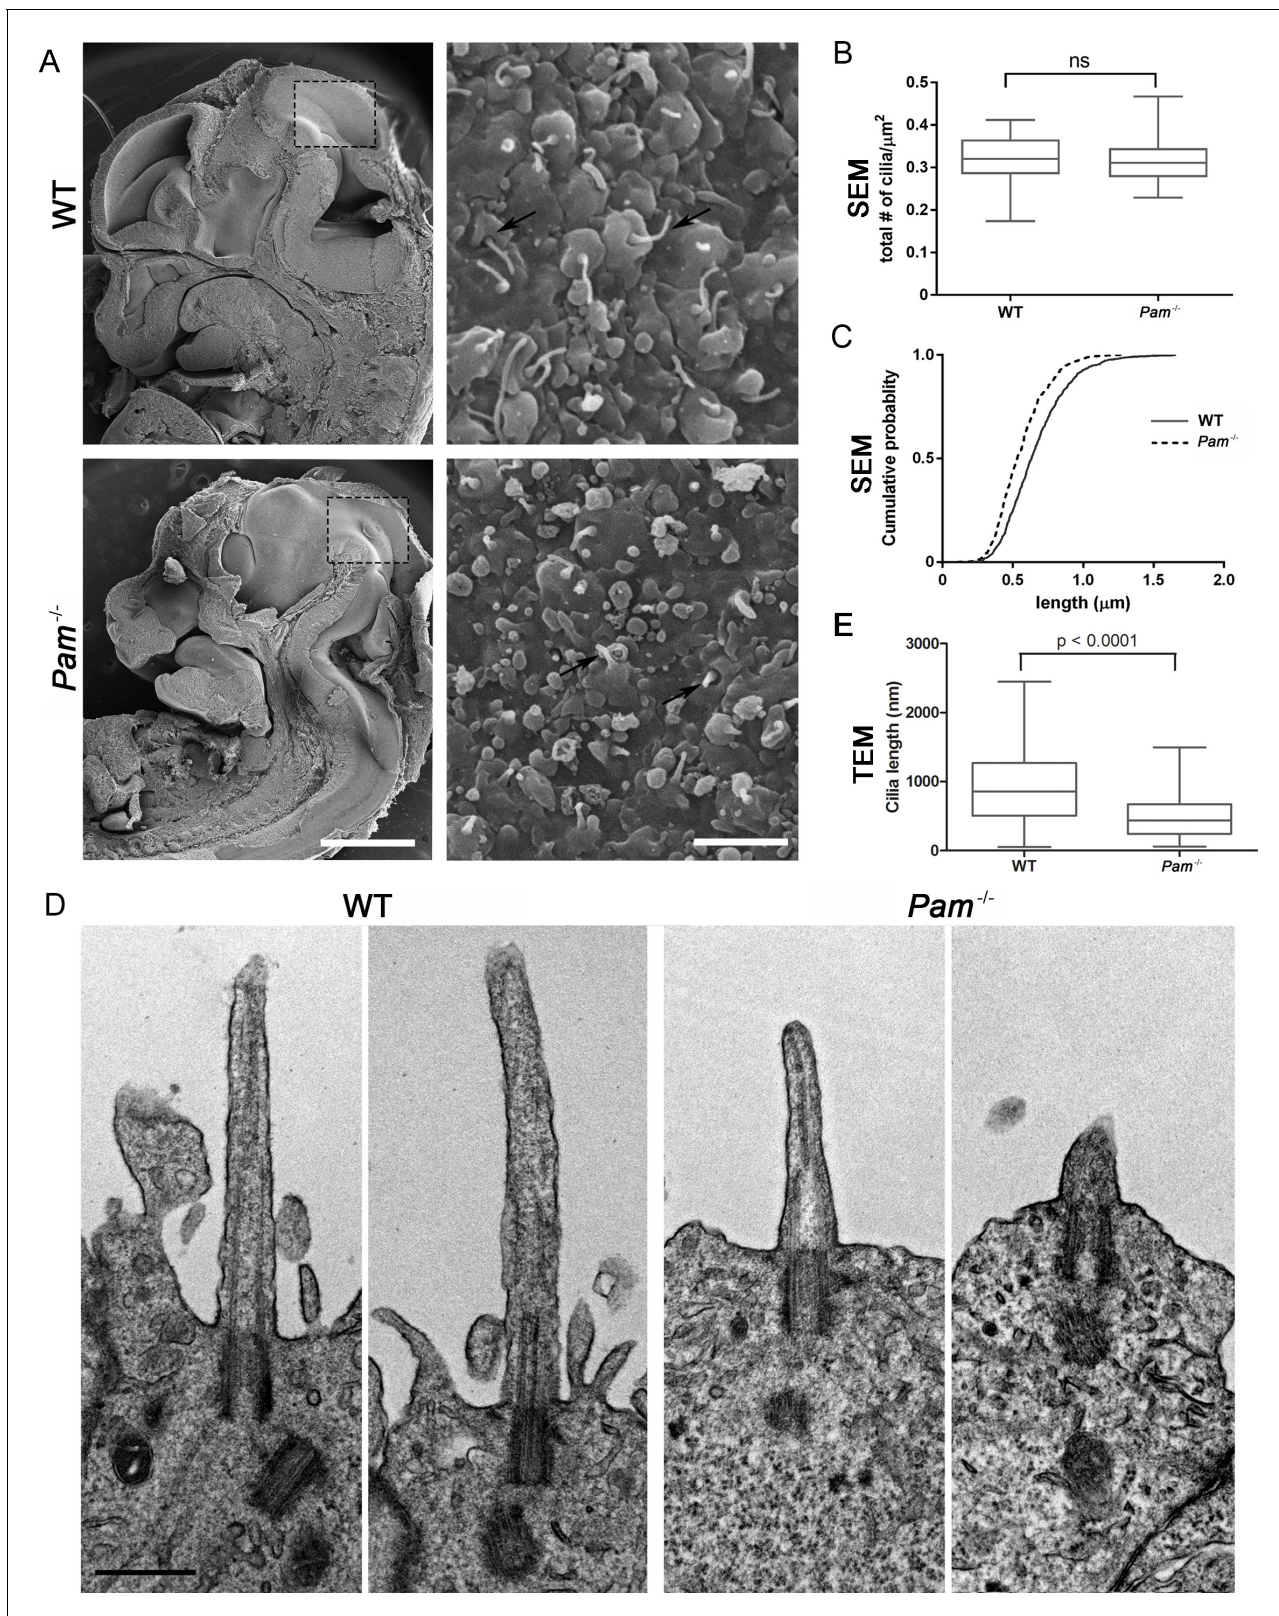 A
WT
Pam-/-
B
ns
SEM
total # of cilia/μm2
0.5
0.4
0.3
0.2
0.1
0
WT
Pam-/-
C
SEM
Cumulative probablity
1.0
0.5
0
WT
Pam-/-
0
0.5
1.0
1.5
2.0
length (μm)
E
p < 0.0001
TEM
Cilia length (nm)
3000
2000
1000
0
WT
Pam-/-
D
WT
Pam-/-